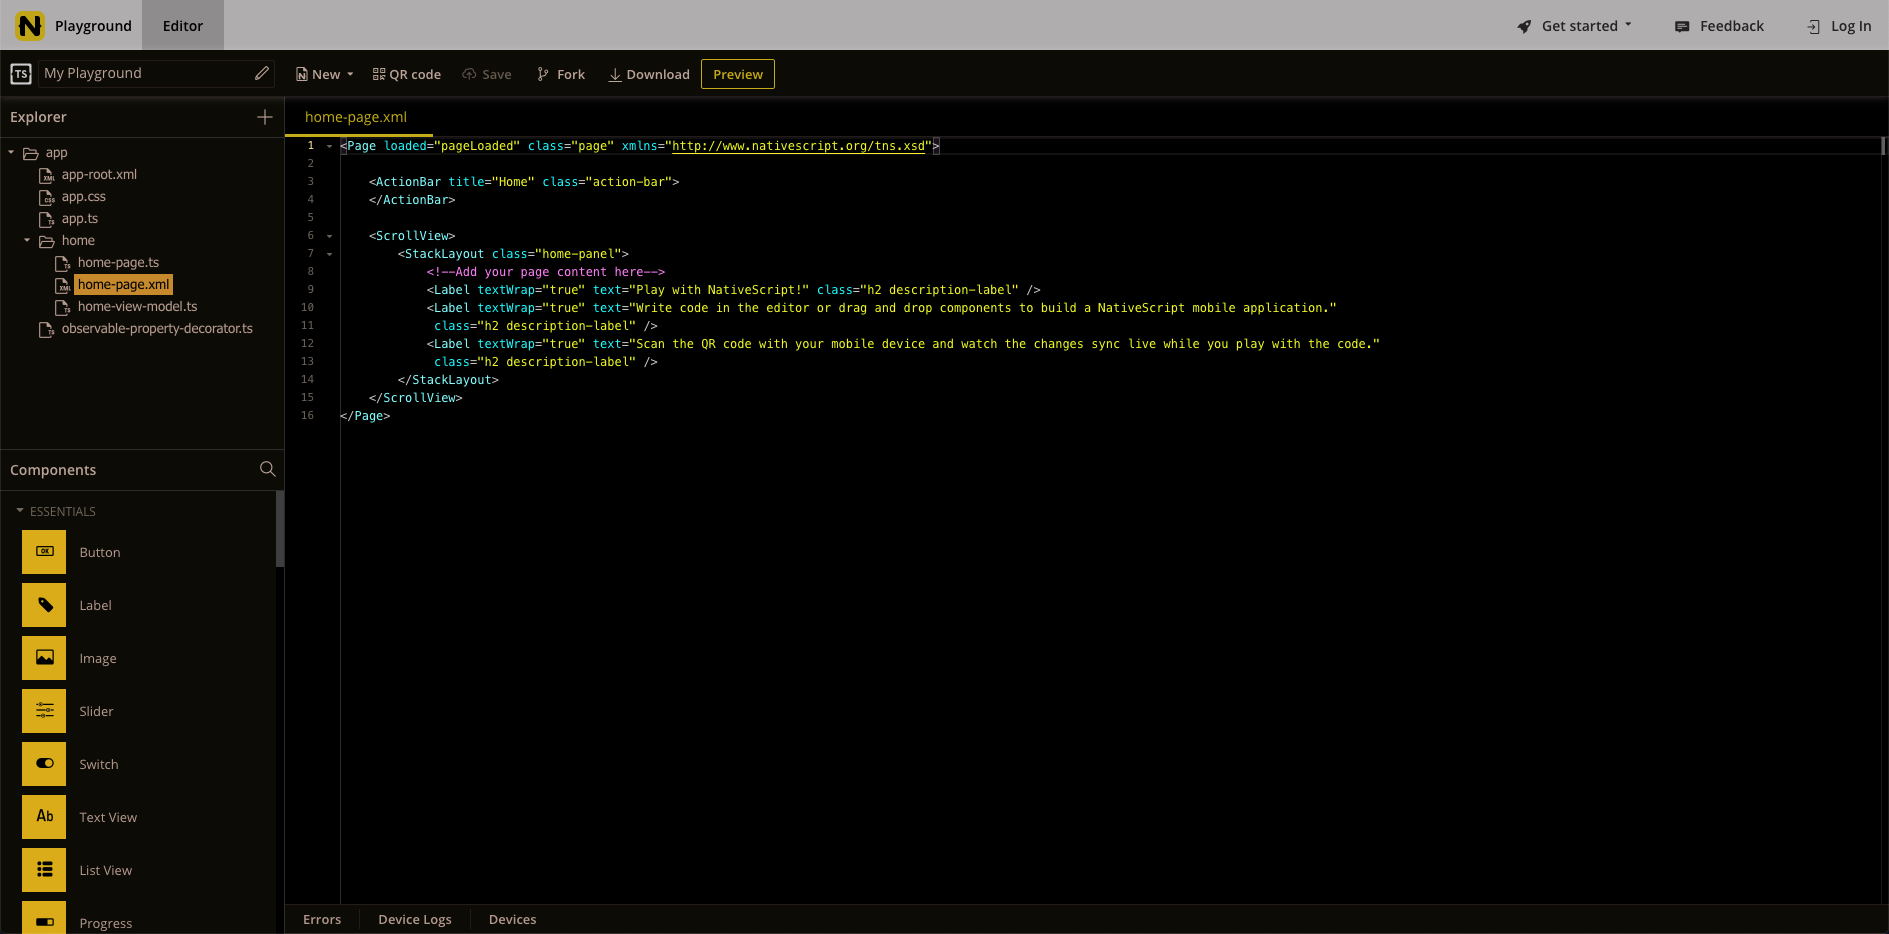 Playground
Editor
Get started
Feedback
Log In
TS
My Playground
New
QR code
Save
Fork
Download
Preview
Explorer
app
app-root.xml
app.css
app.ts
home
home-page.ts
home-page.xml
home-view-model.ts
observable-property-decorator.ts
Components
ESSENTIALS
OK
Button
Label
Image
Slider
Switch
Ab
Text View
List View
Progress
home-page.xml
1 <Page loaded="pageLoaded" class="page" xmlns="http://www.nativescript.org/tns.xsd">
2
3 <ActionBar title="Home" class="action-bar">
4 </ActionBar>
5
6 <ScrollView>
7 <StackLayout class="home-panel">
8 <!--Add your page content here-->
9 <Label textWrap="true" text="Play with NativeScript!" class="h2 description-label" />
10 <Label textWrap="true" text="Write code in the editor or drag and drop components to build a NativeScript mobile application."
11 class="h2 description-label" />
12 <Label textWrap="true" text="Scan the QR code with your mobile device and watch the changes sync live while you play with the code."
13 class="h2 description-label" />
14 </StackLayout>
15 </ScrollView>
16 </Page>
Errors
Device Logs
Devices